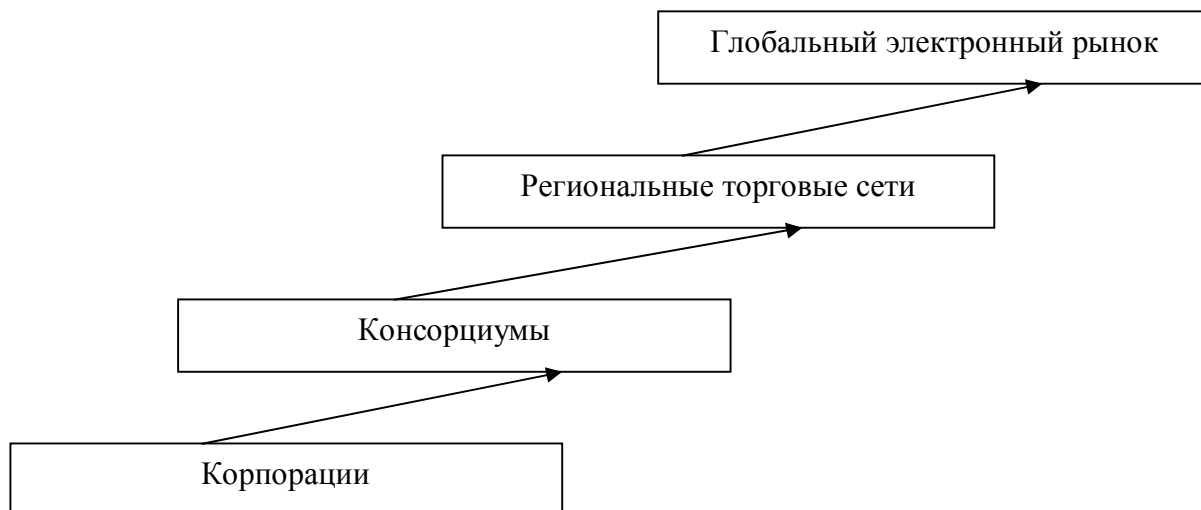 Глобальный электронный рынок
Региональные торговые сети
Консорциумы
Корпорации